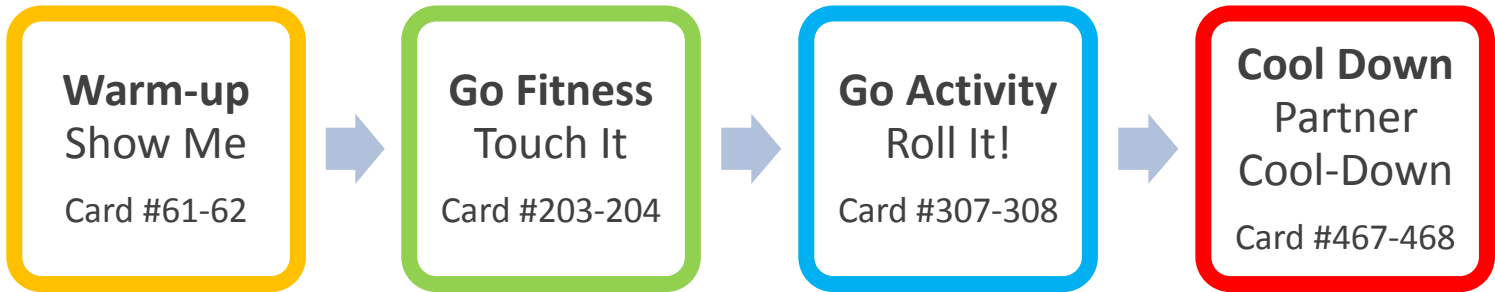 Warm-up
Show Me
Card #61-62
Go Fitness
Touch It
Card #203-204
Go Activity
Roll It!
Card #307-308
Cool Down
Partner
Cool-Down
Card #467-468